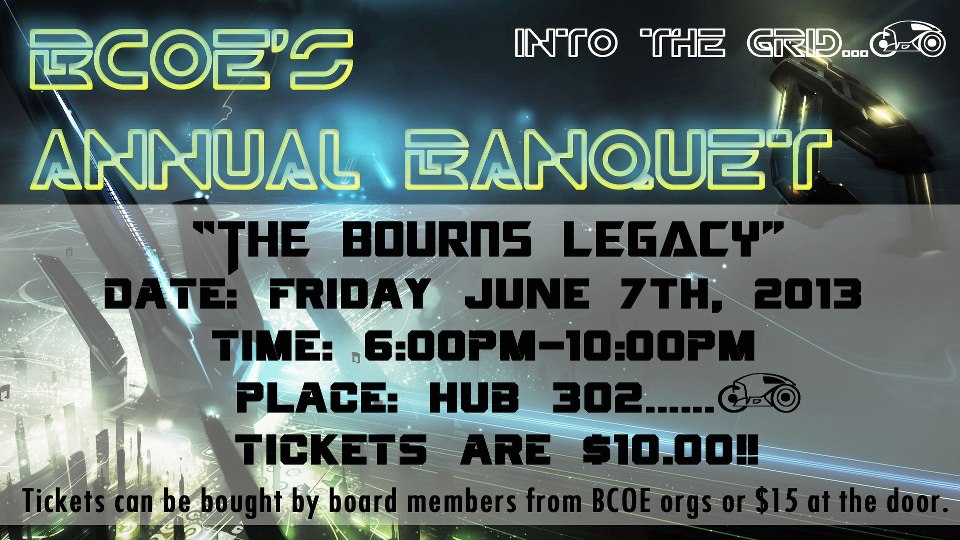 BCOE'S
INTO THE GRID...
ANNUAL BANQUET
"THE BOURNS LEGACY"
DATE: FRIDAY JUNE 7TH, 2013
TIME: 6:00PM-10:00PM
PLACE: HUB 302......
TICKETS ARE $10.00!!
Tickets can be bought by board members from BCOE orgs or $15 at the door.